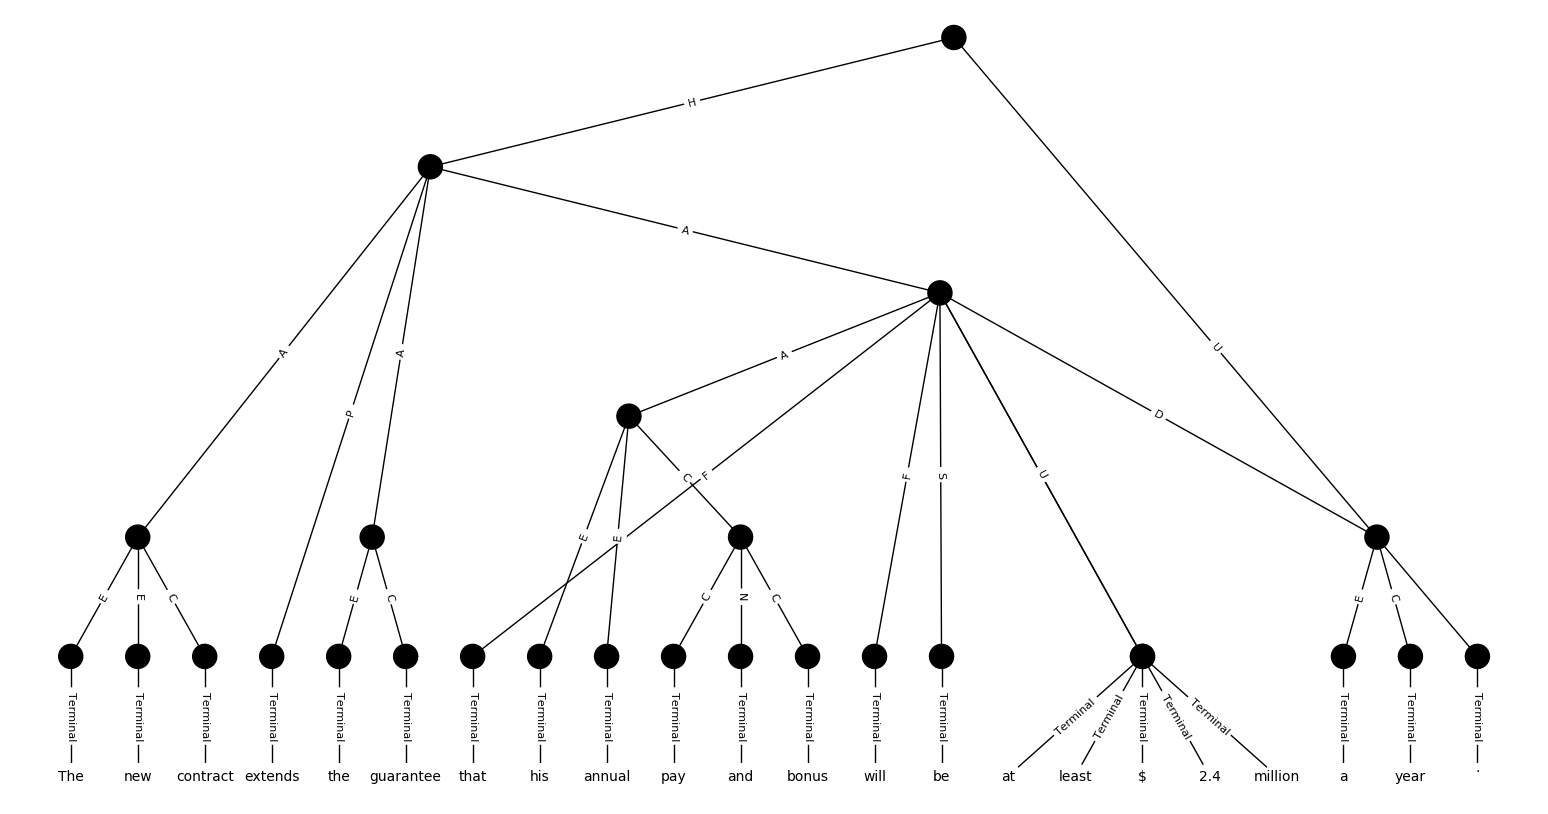 H
A
A
U
A
P
A
A
D
C
F
F
S
U
E
E
E
E
C
E
C
C
N
C
E
C
Terminal Terminal Terminal Terminal Terminal Terminal Terminal Terminal Terminal Terminal Terminal Terminal Terminal Terminal Terminal Terminal Terminal Terminal Terminal Terminal Terminal Terminal
The new contract extends the guarantee that his annual pay and bonus will be at least $ 2.4 million a year .